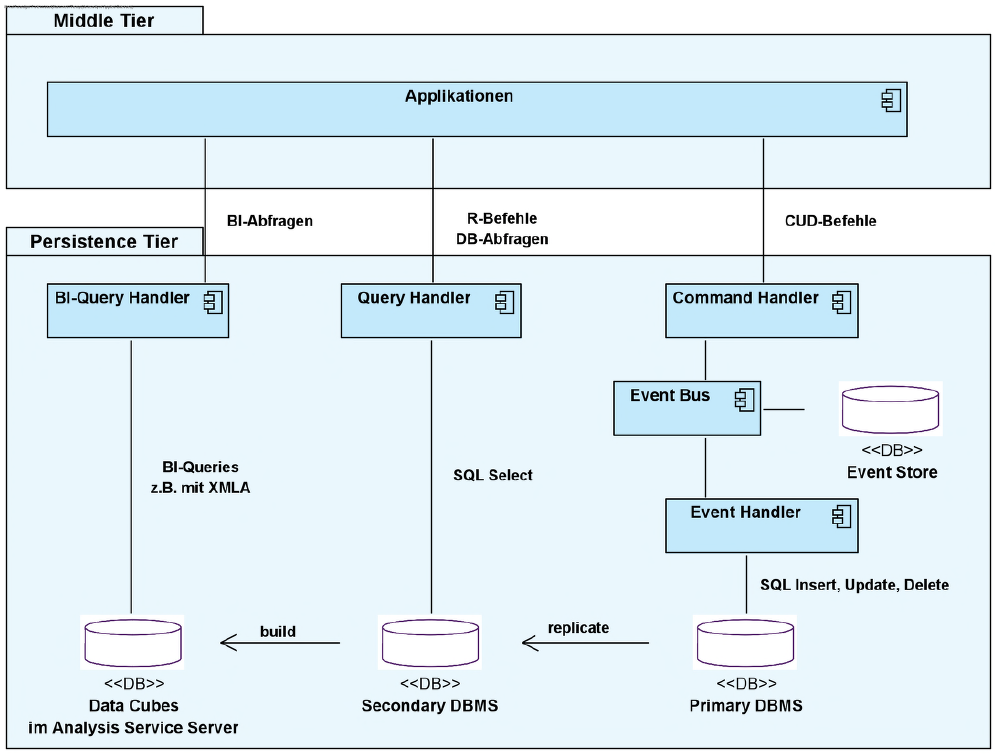 Middle Tier
Applikationen
BI-Abfragen
R-Befehle
DB-Abfragen
CUD-Befehle
Persistence Tier
BI-Query Handler
Query Handler
Command Handler
Event Bus
<<DB>>
Event Store
BI-Queries
z.B. mit XMLA
SQL Select
Event Handler
SQL Insert, Update, Delete
build
replicate
<<DB>>
Data Cubes
im Analysis Service Server
<<DB>>
Secondary DBMS
<<DB>>
Primary DBMS